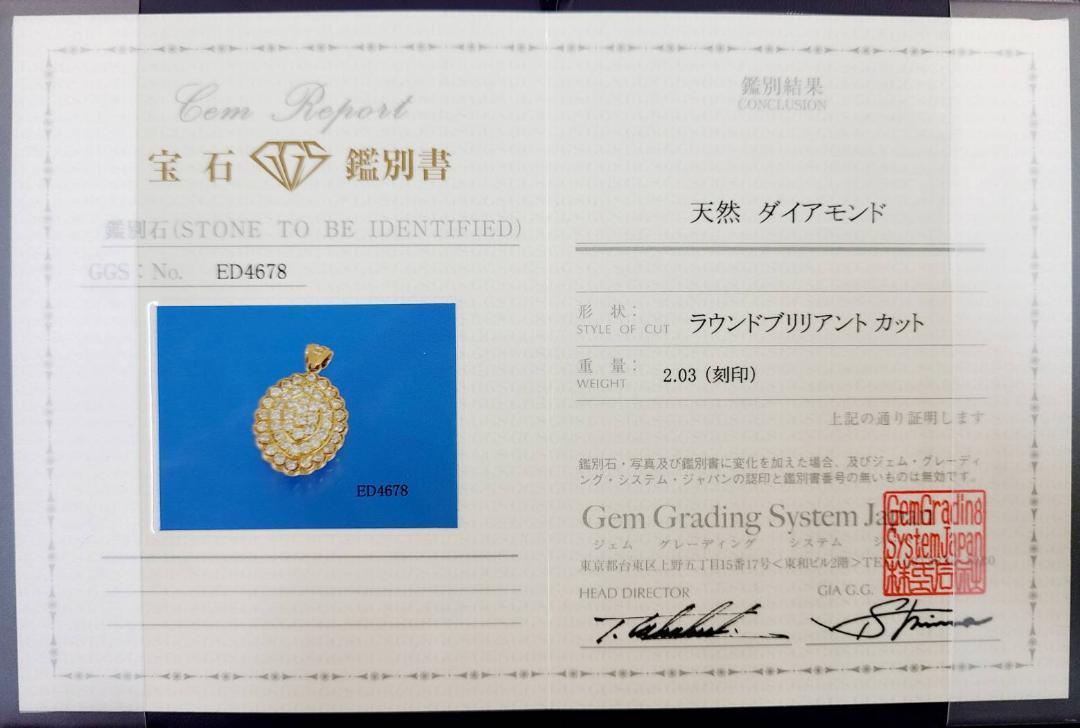 Gem Report
宝石 GGS 鑑別書
鑑別石(STONE TO BE IDENTIFIED)
GGS : No. ED4678
ED4678
鑑別結果
CONCLUSION
天然 ダイアモンド
形 状：
STYLE OF CUT ラウンドブリリアント カット
重 量：
WEIGHT 2.03 (刻印)
上記の通り証明します
鑑別石・写真及び鑑別書に変化を加えた場合、及びジェム・グレーディ
ング・システム・ジャパンの認印と鑑別書番号の無いものは無効です。
Gem Grading System
ジェム グレーディング システム
東京都台東区上野五丁目15番17号<東和ビル2階>
HEAD DIRECTOR GIA G.G.
GemGrading
SystemJapan